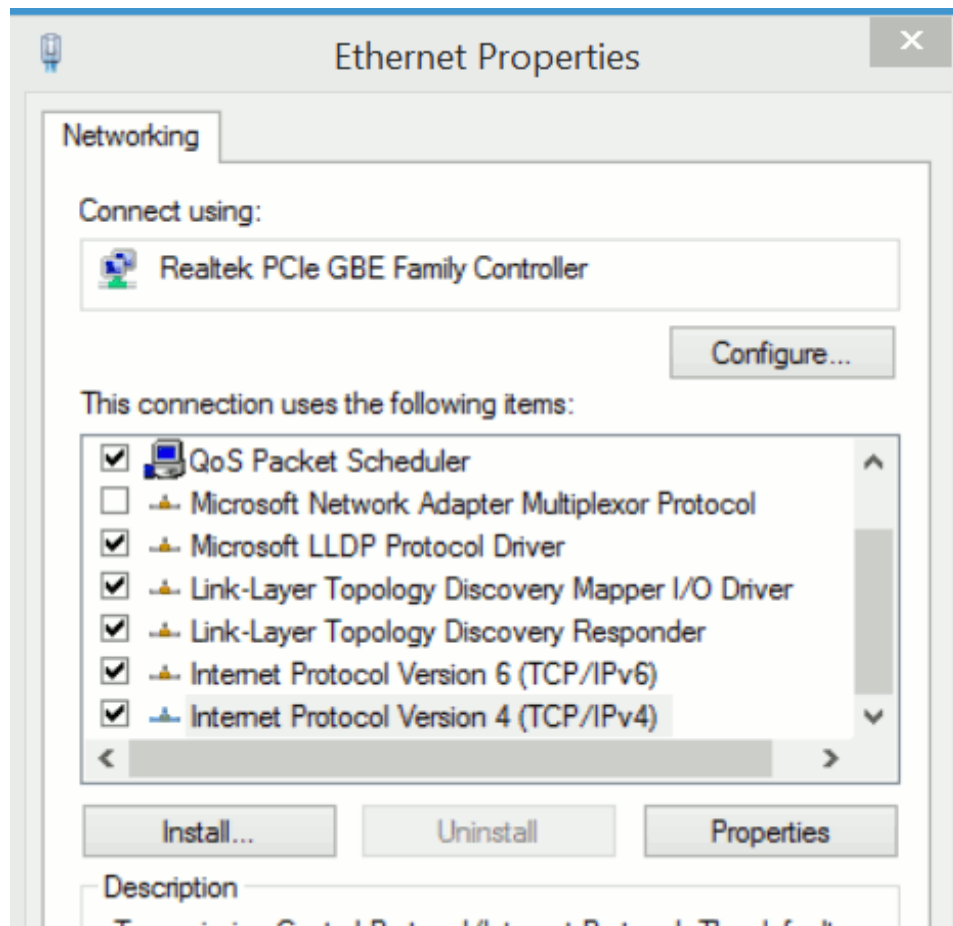 Ethernet Properties
Networking
Connect using:
Realtek PCIe GBE Family Controller
Configure...
This connection uses the following items:
QoS Packet Scheduler
Microsoft Network Adapter Multiplexor Protocol
Microsoft LLDP Protocol Driver
Link-Layer Topology Discovery Mapper I/O Driver
Link-Layer Topology Discovery Responder
Internet Protocol Version 6 (TCP/IPv6)
Internet Protocol Version 4 (TCP/IPv4)
Install...
Uninstall
Properties
Description